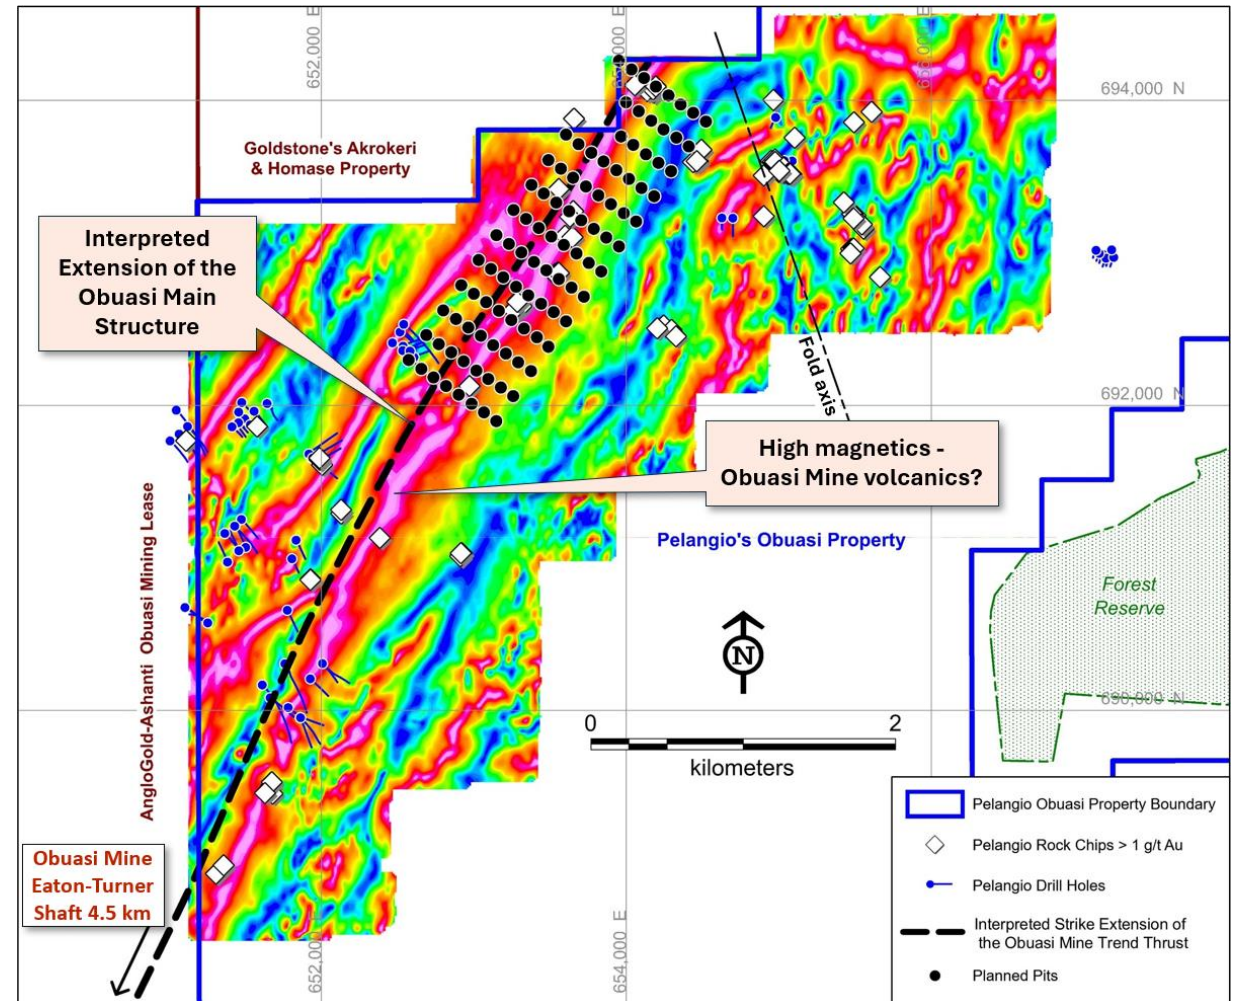 652,000 E
654,000 E
656,000 E
694,000 N
Goldstone's Akrokeri
& Homase Property
Interpreted
Extension of the
Obuasi Main
Structure
Fold axis
692,000 N
High magnetics -
Obuasi Mine volcanics?
AngloGold-Ashanti Obuasi Mining Lease
Pelangio's Obuasi Property
Forest
Reserve
N
690,000 N
0 2
kilometers
Obuasi Mine
Eaton-Turner
Shaft 4.5 km
652,000 E
654,000 E
Pelangio Obuasi Property Boundary
Pelangio Rock Chips > 1 g/t Au
Pelangio Drill Holes
Interpreted Strike Extension of
the Obuasi Mine Trend Thrust
Planned Pits